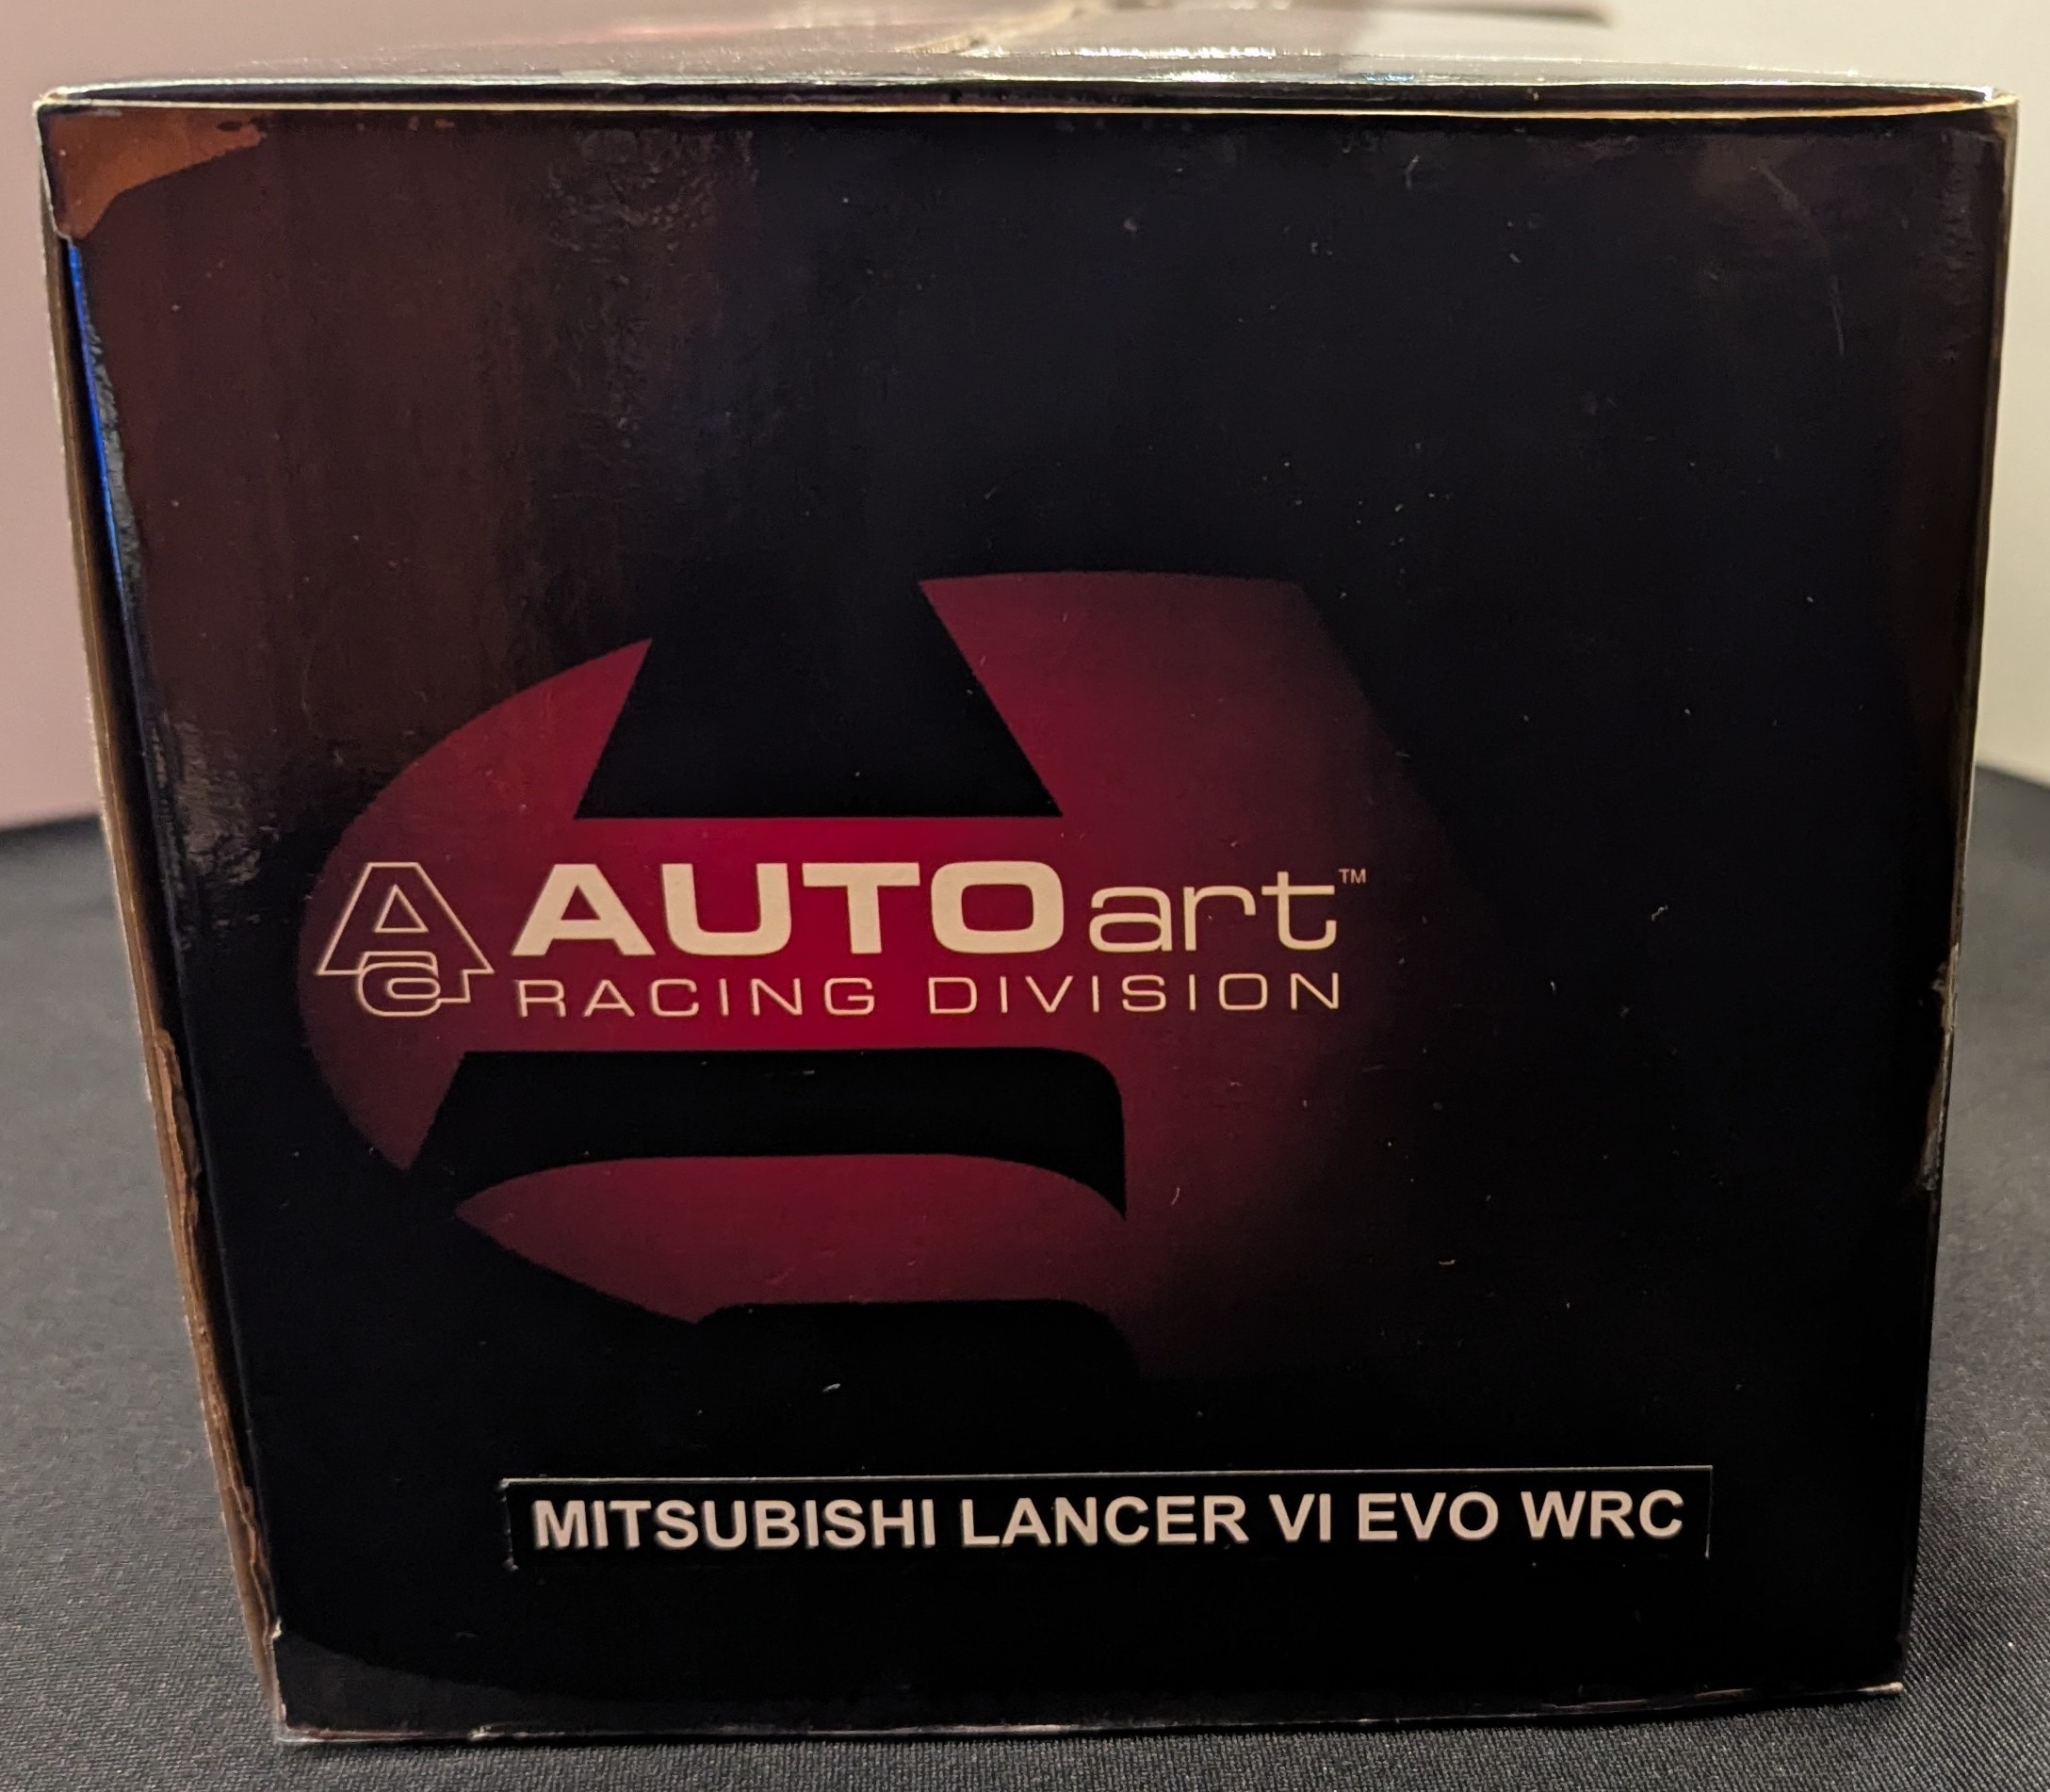 AUTOart™
RACING DIVISION
MITSUBISHI LANCER VI EVO WRC